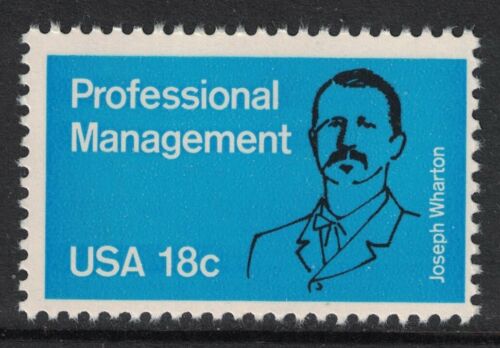 Professional
Management
USA 18c
Joseph Wharton